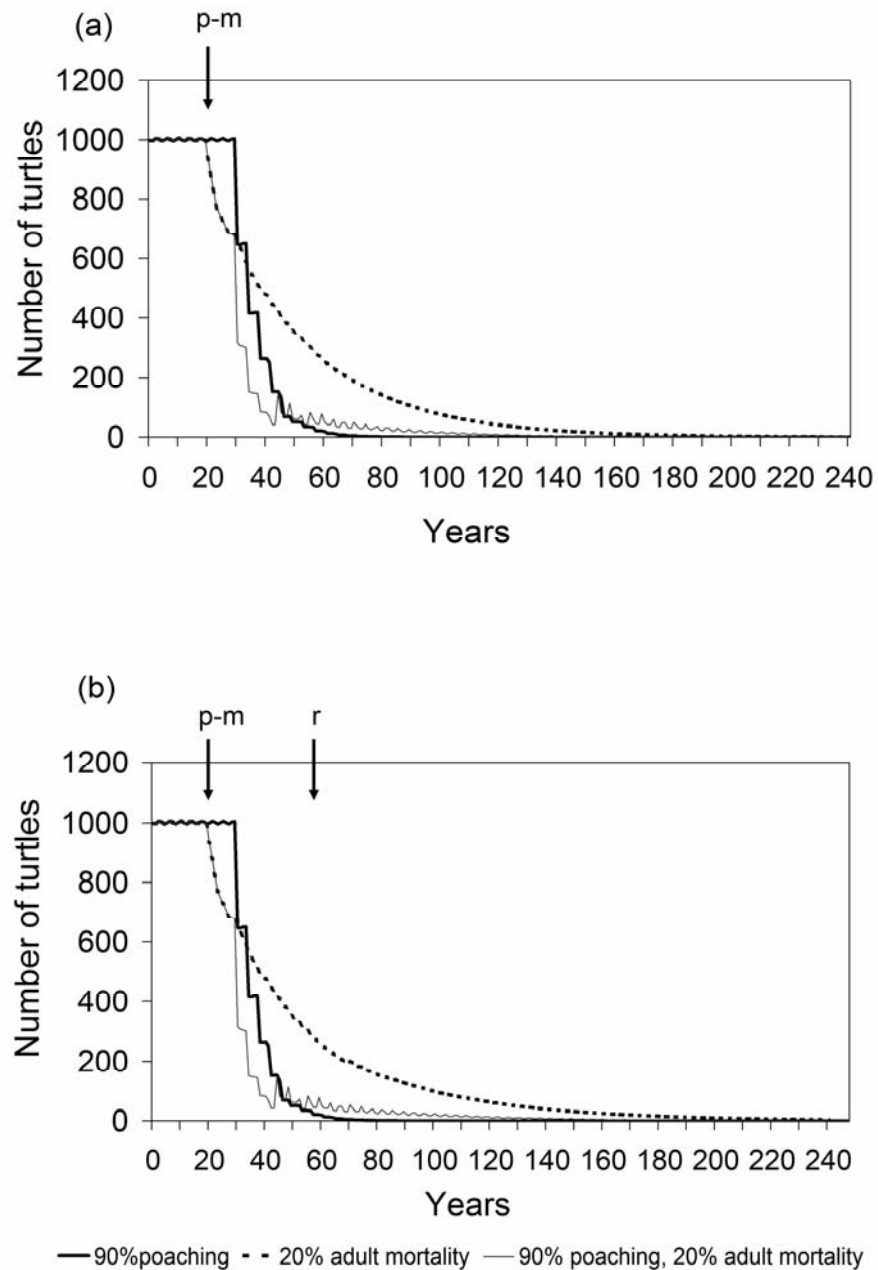 (a)
p-m
1200
1000
800
600
400
200
0
Number of turtles
0 20 40 60 80 100 120 140 160 180 200 220 240
Years
(b)
p-m r
1200
1000
800
600
400
200
0
Number of turtles
0 20 40 60 80 100 120 140 160 180 200 220 240
Years
90%poaching 20% adult mortality 90% poaching, 20% adult mortality